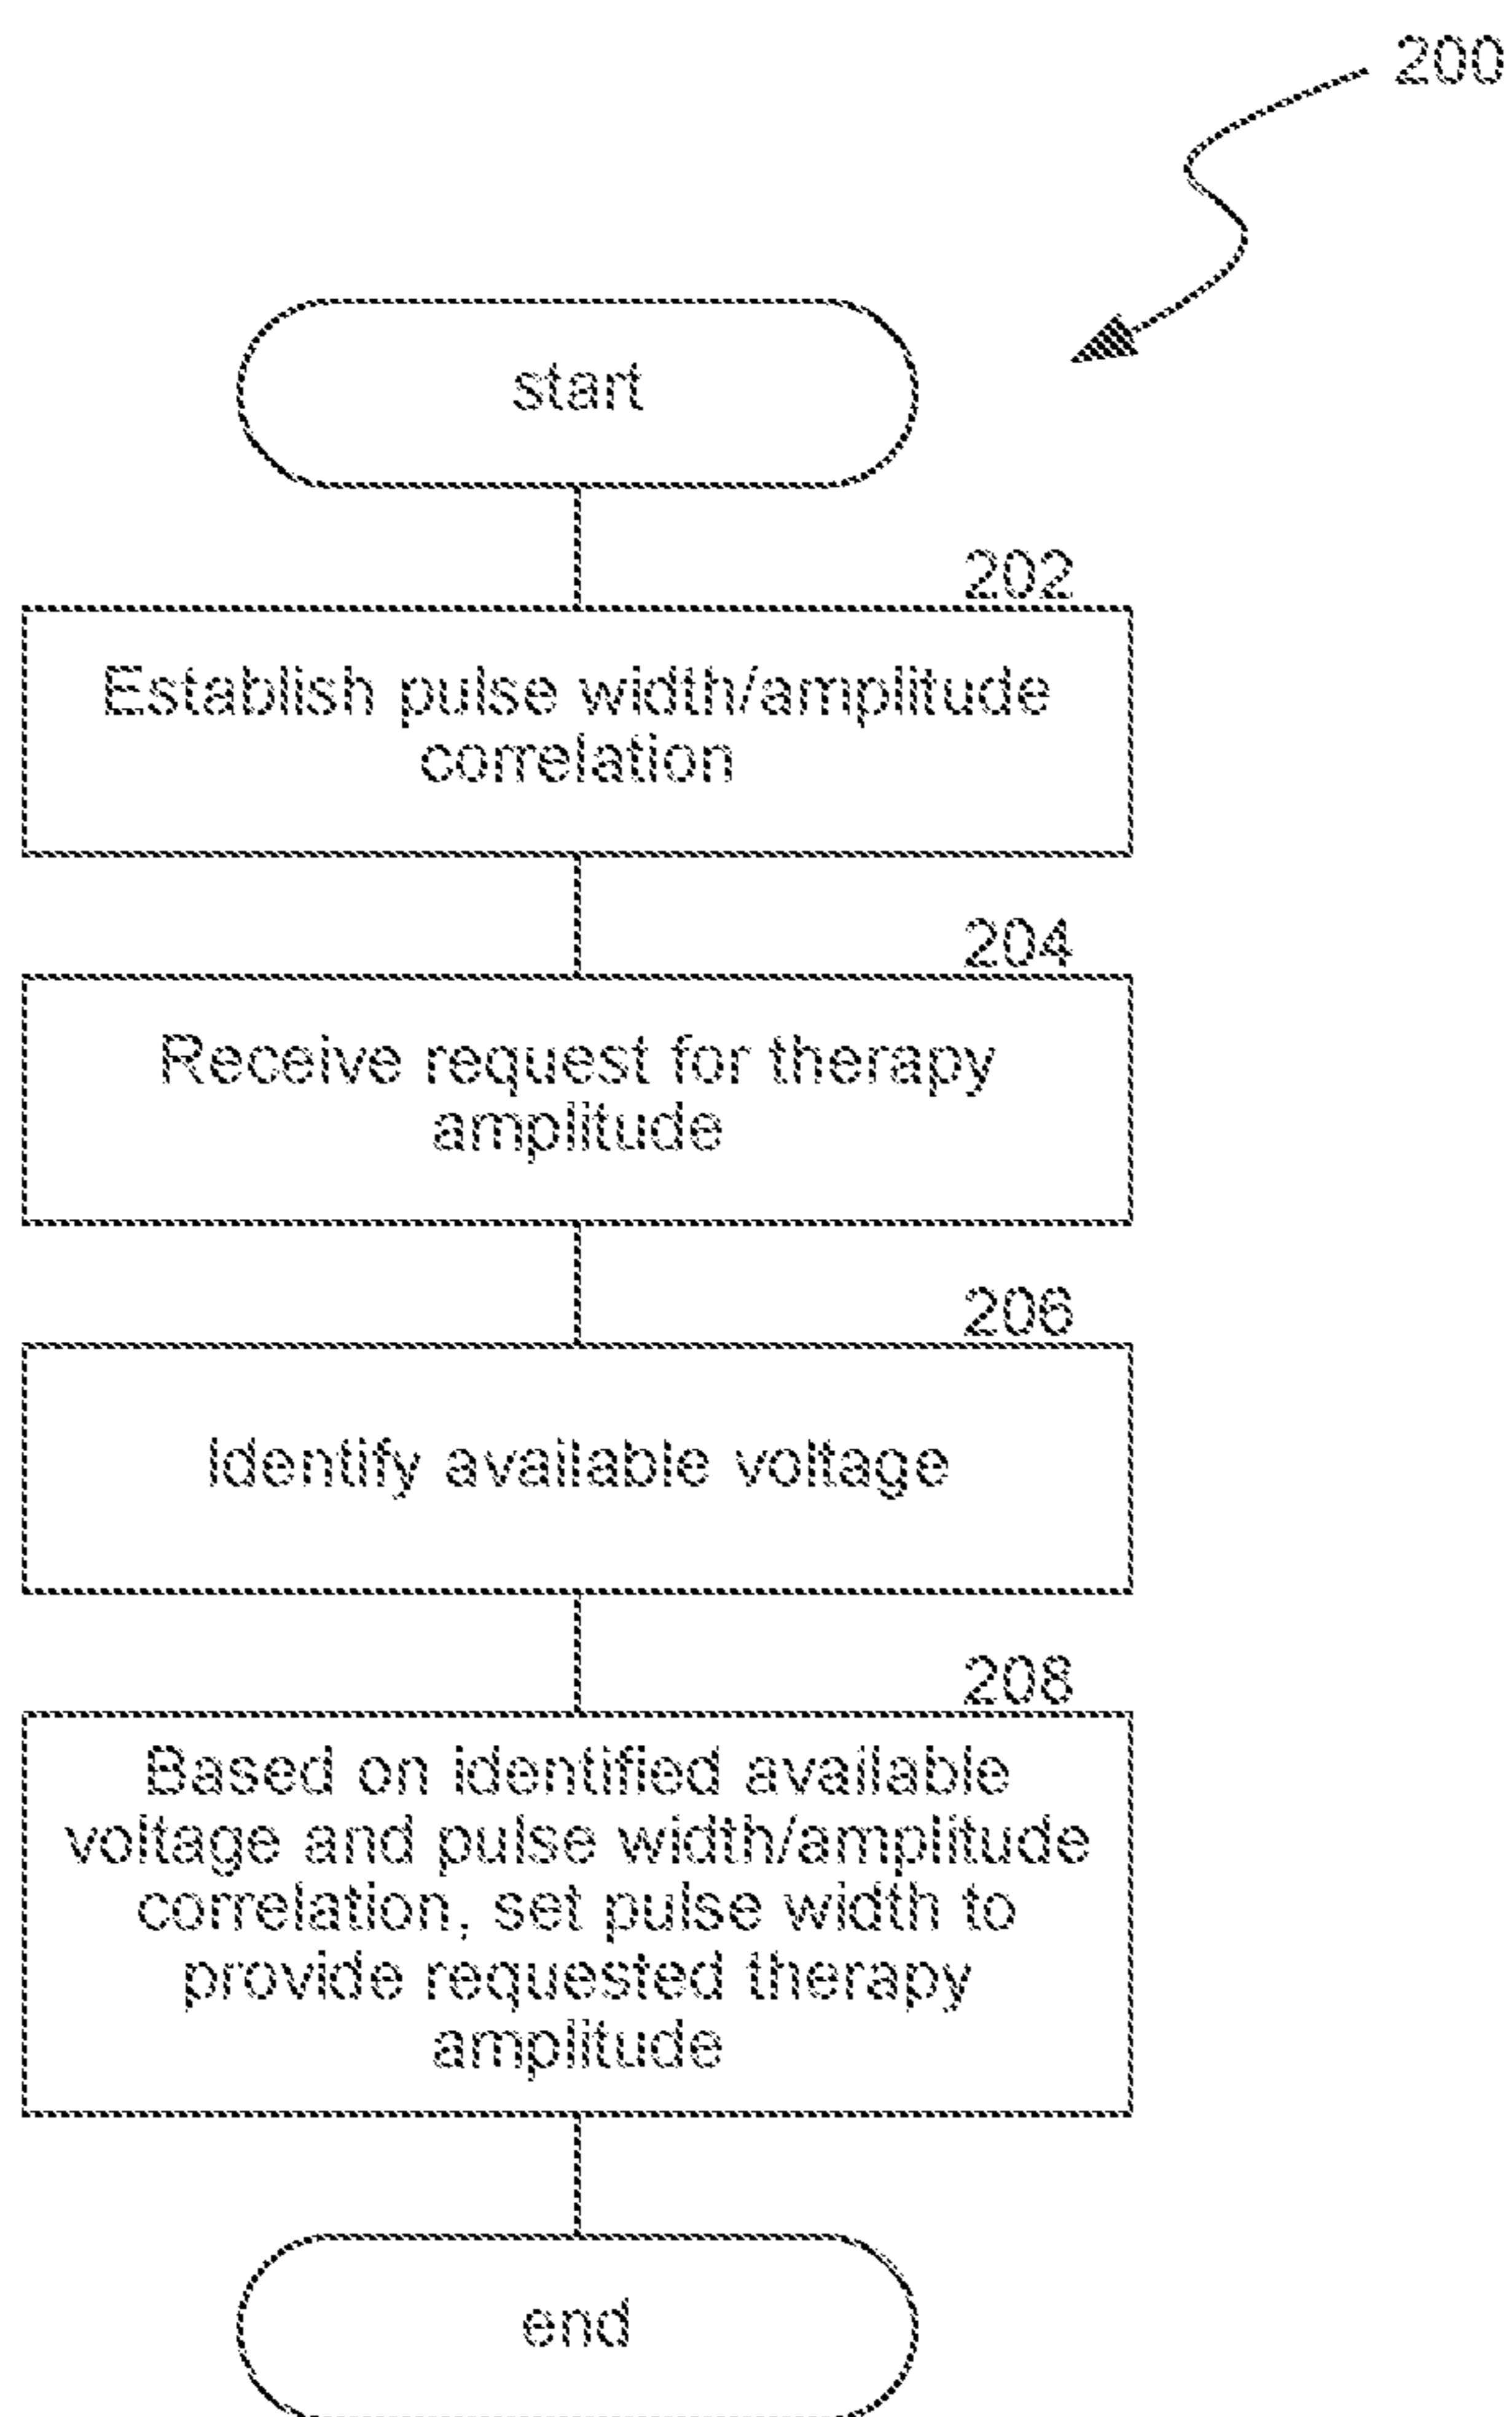 200
start
202
Establish pulse width/amplitude
correlation
204
Receive request for therapy
amplitude
206
Identify available voltage
208
Based on identified available
voltage and pulse width/amplitude
correlation, set pulse width to
provide requested therapy
amplitude
end